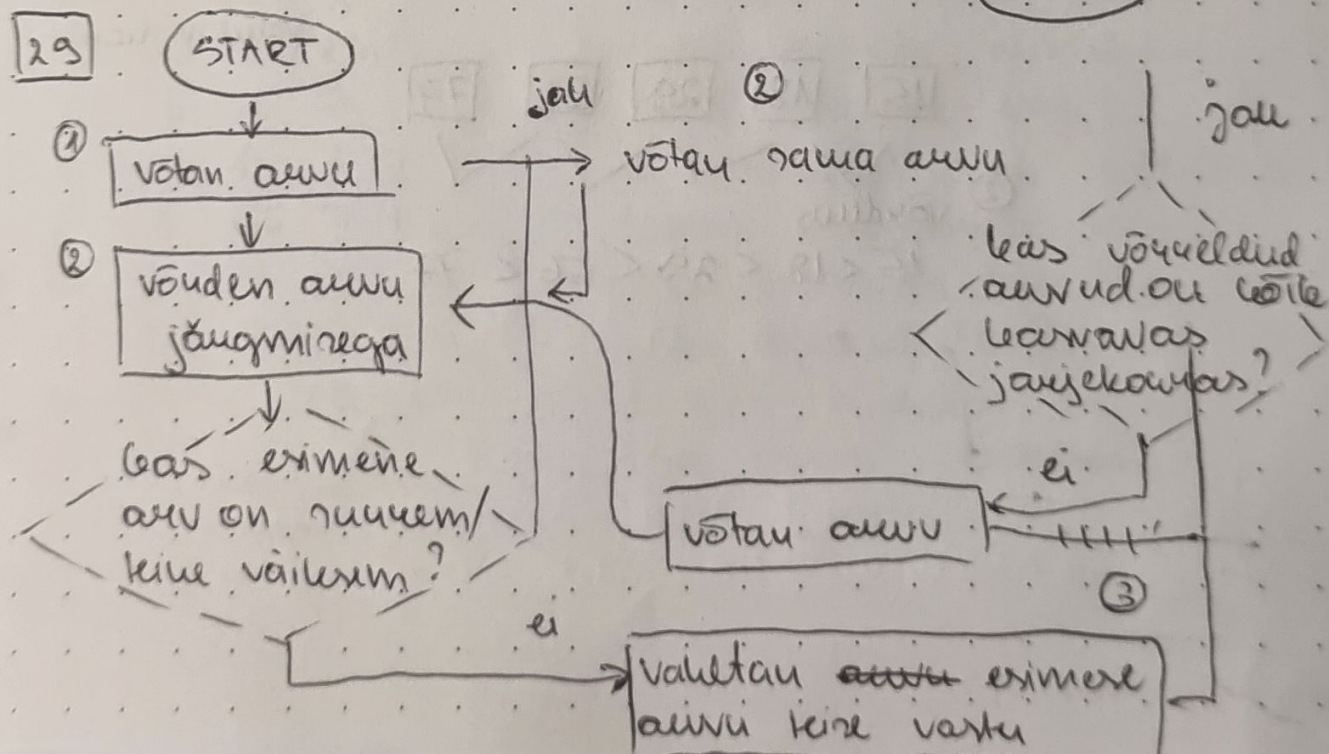 29
START
① võtan arvu
② võrdlen arvu
järgmisega
kas esimene
arv on suurem/
teine väiksem?
jah
②
võtan sama arvu
jah
kas võrreldud
arvud on kõik
kasvavas
järjekorras?
ei
võtan arvu
③
ei
vahetan esimese
arvu teise vastu